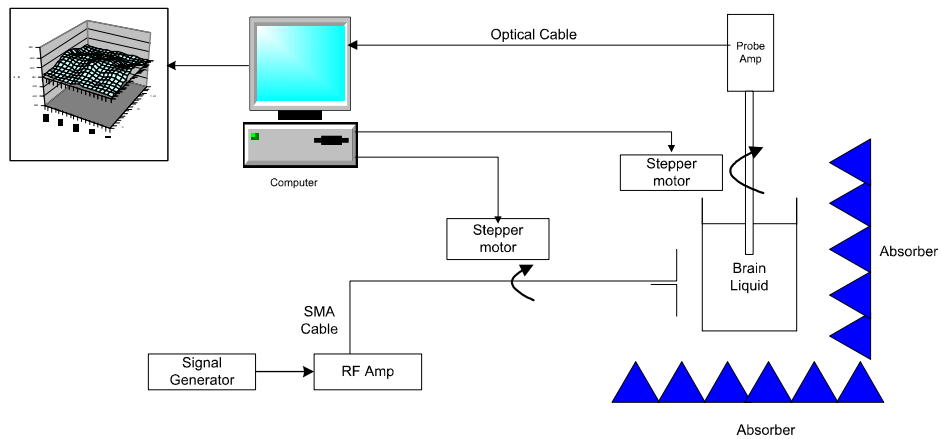 Optical Cable
Probe
Amp
Computer
Stepper
motor
Stepper
motor
Absorber
Brain
Liquid
SMA
Cable
Signal
Generator
RF Amp
Absorber